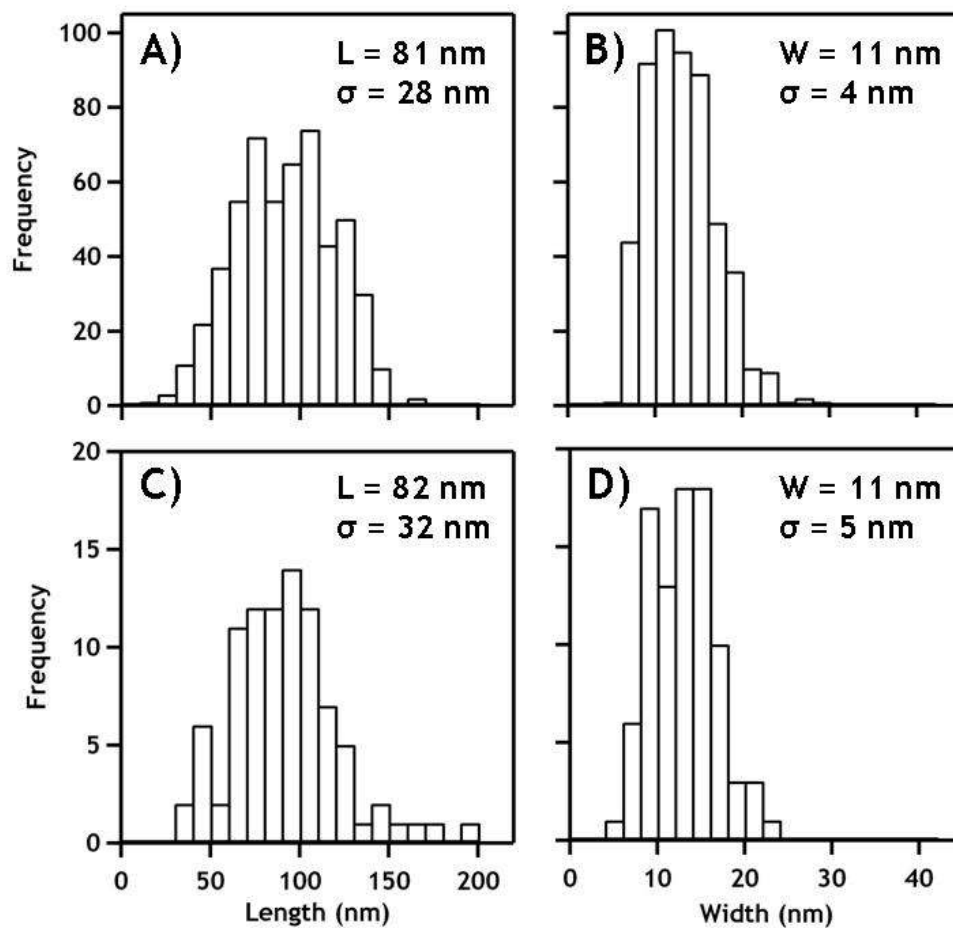 A)
L = 81 nm
σ = 28 nm
B)
W = 11 nm
σ = 4 nm
100
80
60
40
20
0
Frequency
C)
L = 82 nm
σ = 32 nm
D)
W = 11 nm
σ = 5 nm
20
15
10
5
0
Frequency
0 50 100 150 200
Length (nm)
0 10 20 30 40
Width (nm)